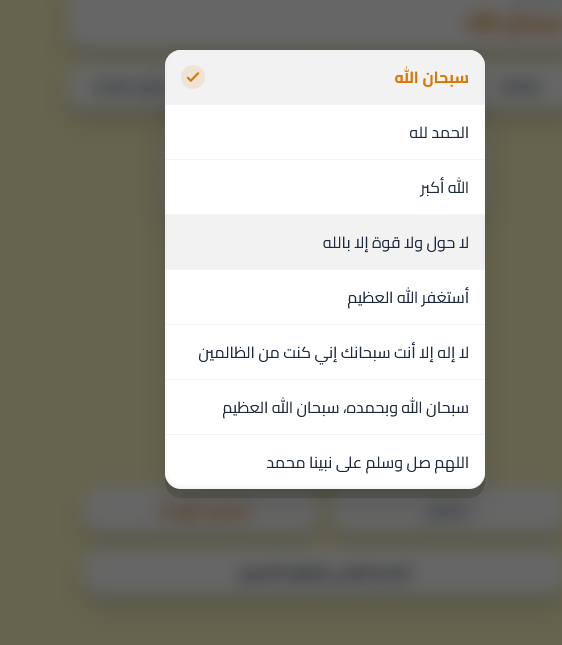 سبحان الله
الحمد لله
الله أكبر
لا حول ولا قوة إلا بالله
أستغفر الله العظيم
لا إله إلا أنت سبحانك إني كنت من الظالمين
سبحان الله وبحمده، سبحان الله العظيم
اللهم صل وسلم على نبينا محمد